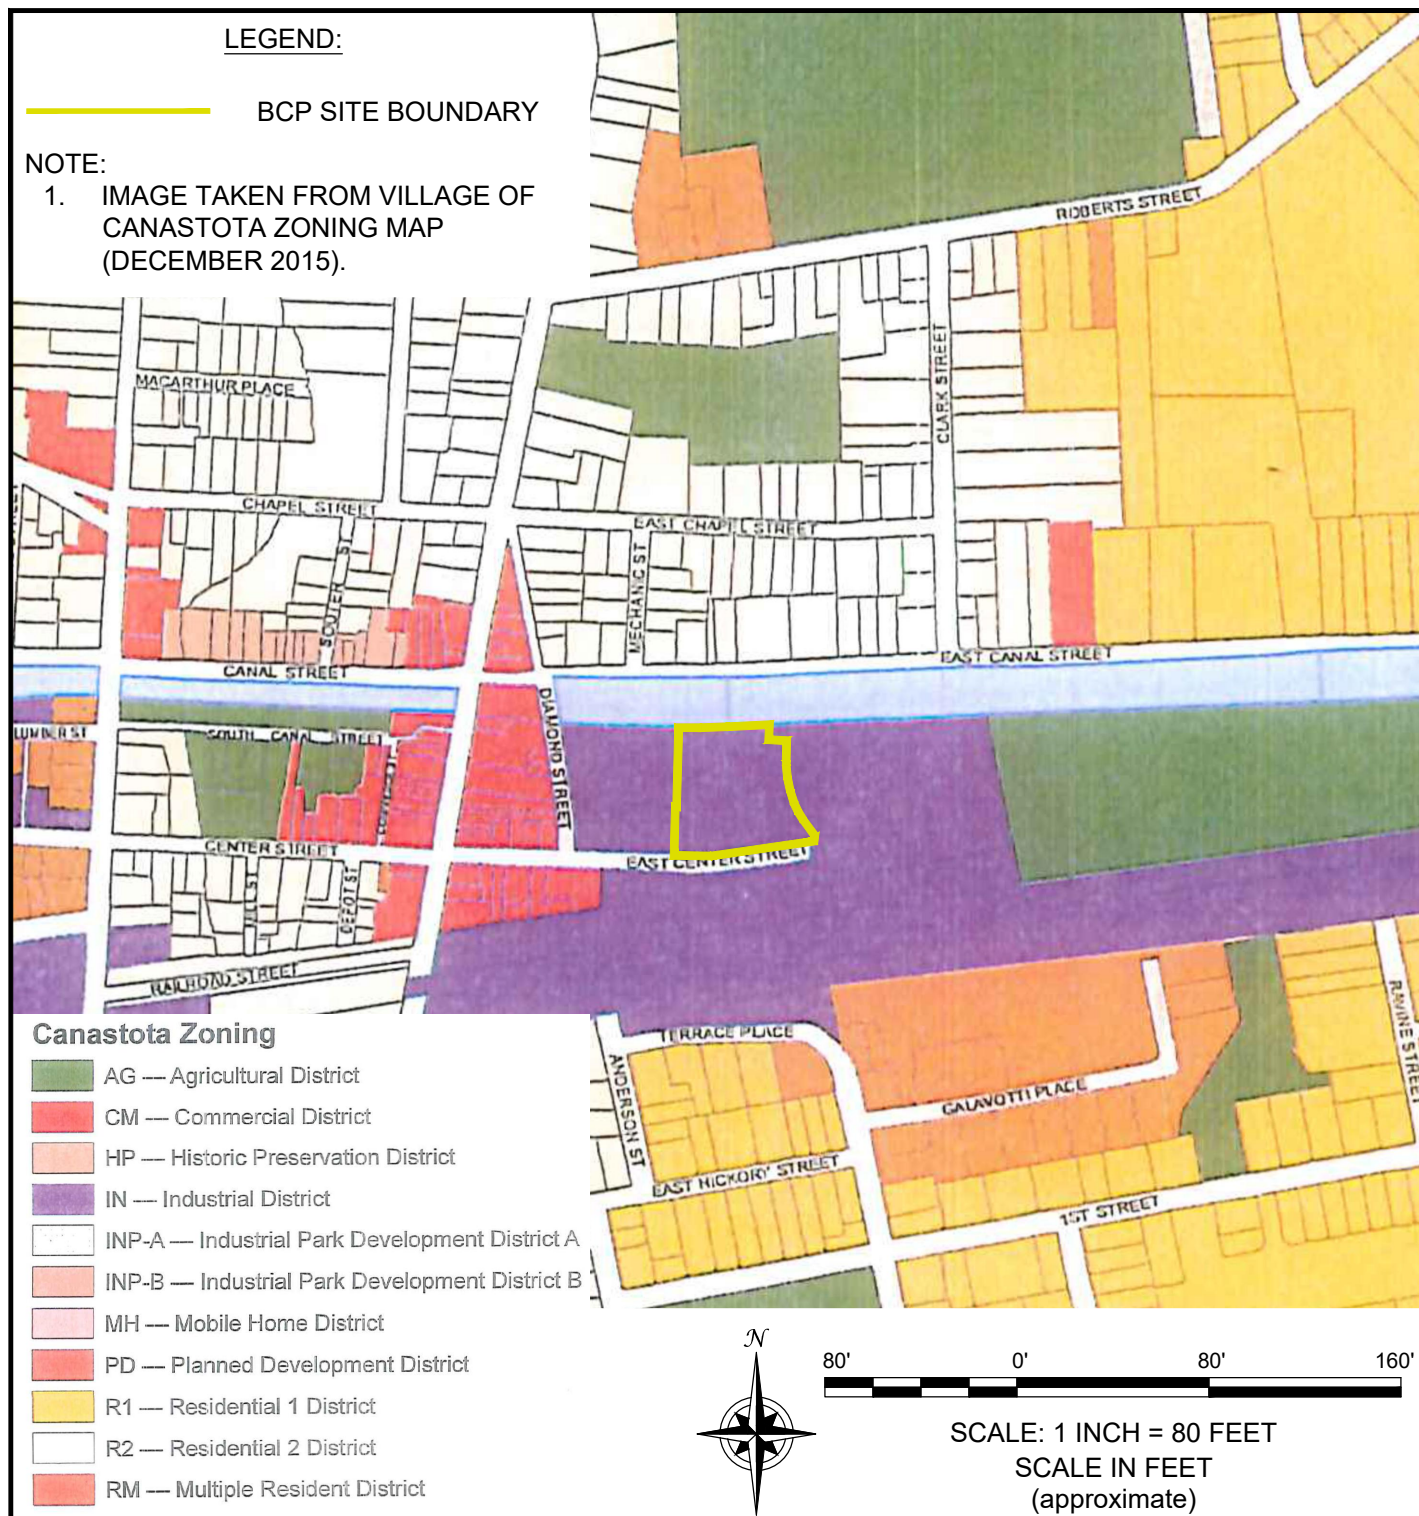 LEGEND:
BCP SITE BOUNDARY
NOTE:
1. IMAGE TAKEN FROM VILLAGE OF
CANASTOTA ZONING MAP
(DECEMBER 2015).
ROBERTS STREET
MACARTHUR PLACE
CLARK STREET
CHAPEL STREET
EAST CHAPEL STREET
MECHANIC ST
CANAL STREET
EAST CANAL STREET
DIAMOND STREET
LUMBER ST
SOUTH CANAL STREET
CENTER STREET
EAST CENTER STREET
DEPOT ST
RAILROAD STREET
TERRACE PLACE
ANDERSON ST
GALAVOTTI PLACE
RAVINE STREET
EAST HICKORY STREET
1ST STREET
Canastota Zoning
AG — Agricultural District
CM — Commercial District
HP — Historic Preservation District
IN — Industrial District
INP-A — Industrial Park Development District A
INP-B — Industrial Park Development District B
MH — Mobile Home District
PD — Planned Development District
R1 — Residential 1 District
R2 — Residential 2 District
RM — Multiple Resident District
N
80' 0' 80' 160'
SCALE: 1 INCH = 80 FEET
SCALE IN FEET
(approximate)